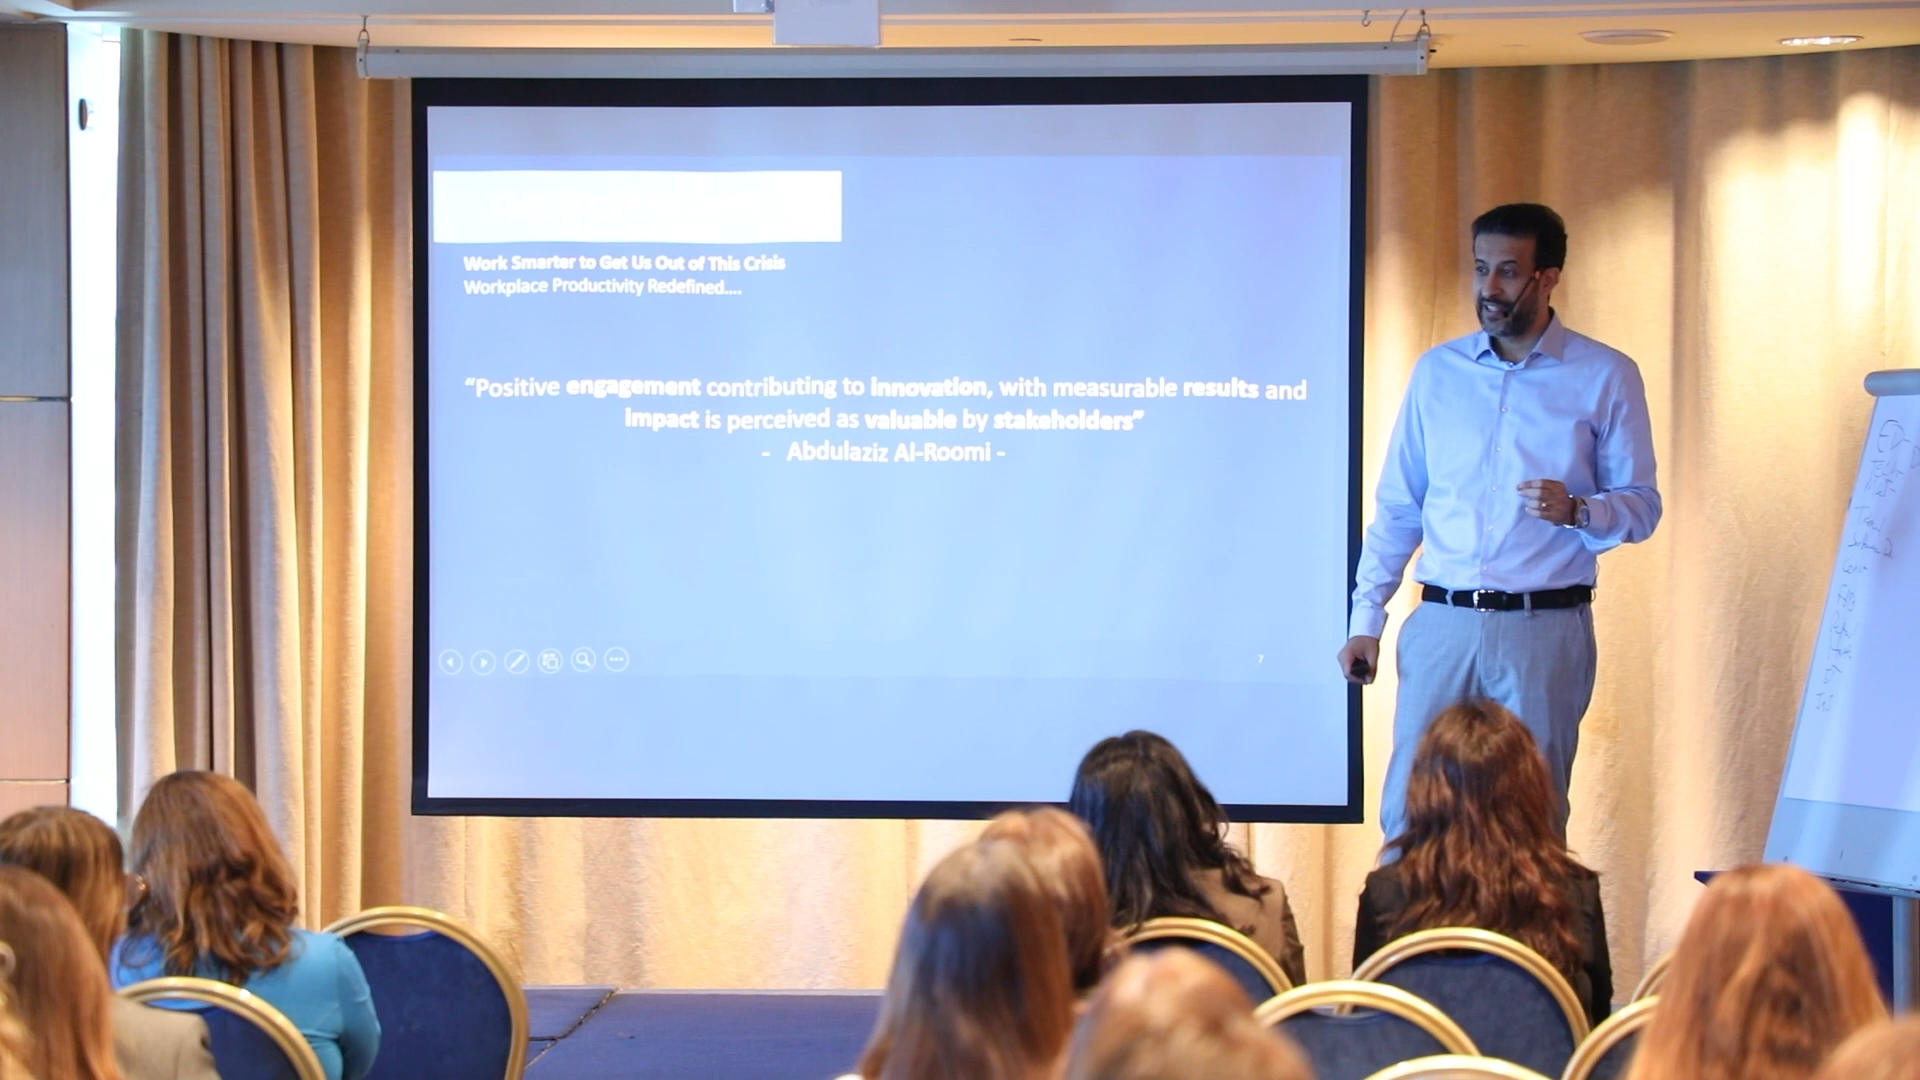 Work Smarter to Get Us Out of This Crisis
Workplace Productivity Redefined....
“Positive engagement contributing to innovation, with measurable results and
impact is perceived as valuable by stakeholders”
- Abdulaziz Al-Roomi -
7